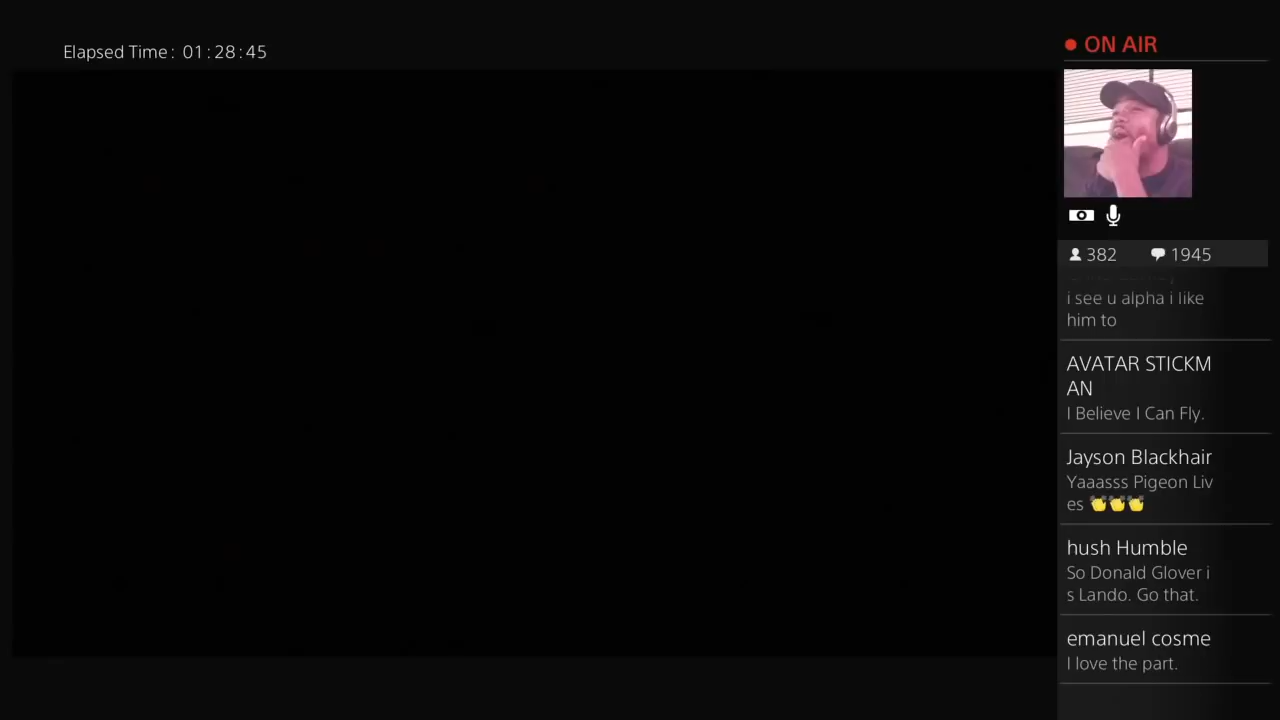 Elapsed Time: 01:28:45
ON AIR
382 1945
i see u alpha i like
him to
AVATAR STICKM
AN
I Believe I Can Fly.
Jayson Blackhair
Yaaasss Pigeon Liv
es 👏👏👏
hush Humble
So Donald Glover i
s Lando. Go that.
emanuel cosme
I love the part.